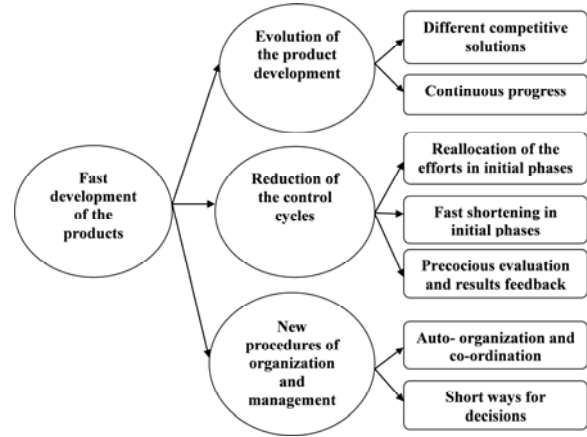 Fast
development
of the
products
Evolution of
the product
development
Different competitive
solutions
Continuous progress
Reduction of
the control
cycles
Reallocation of the
efforts in initial phases
Fast shortening in
initial phases
Precocious evaluation
and results feedback
New
procedures of
organization
and
management
Auto- organization and
co-ordination
Short ways for
decisions